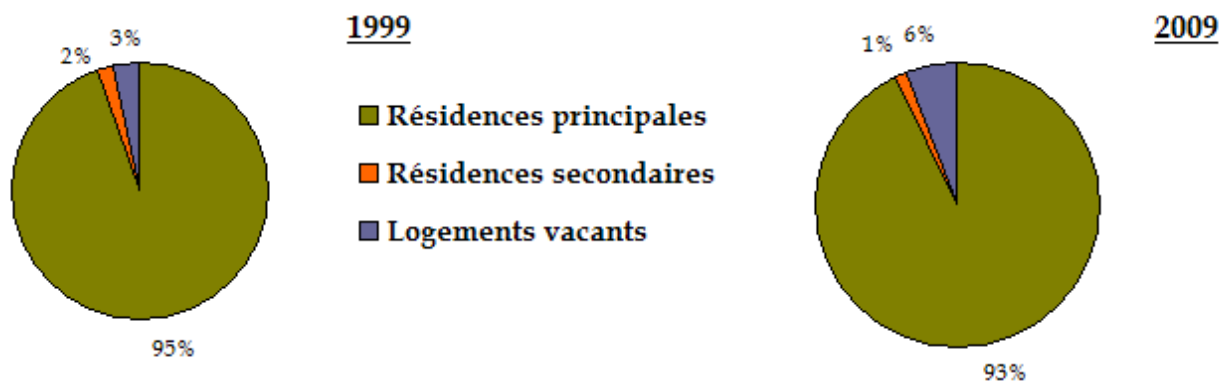 1999
3%
2%
95%
Résidences principales
Résidences secondaires
Logements vacants
2009
1% 6%
93%